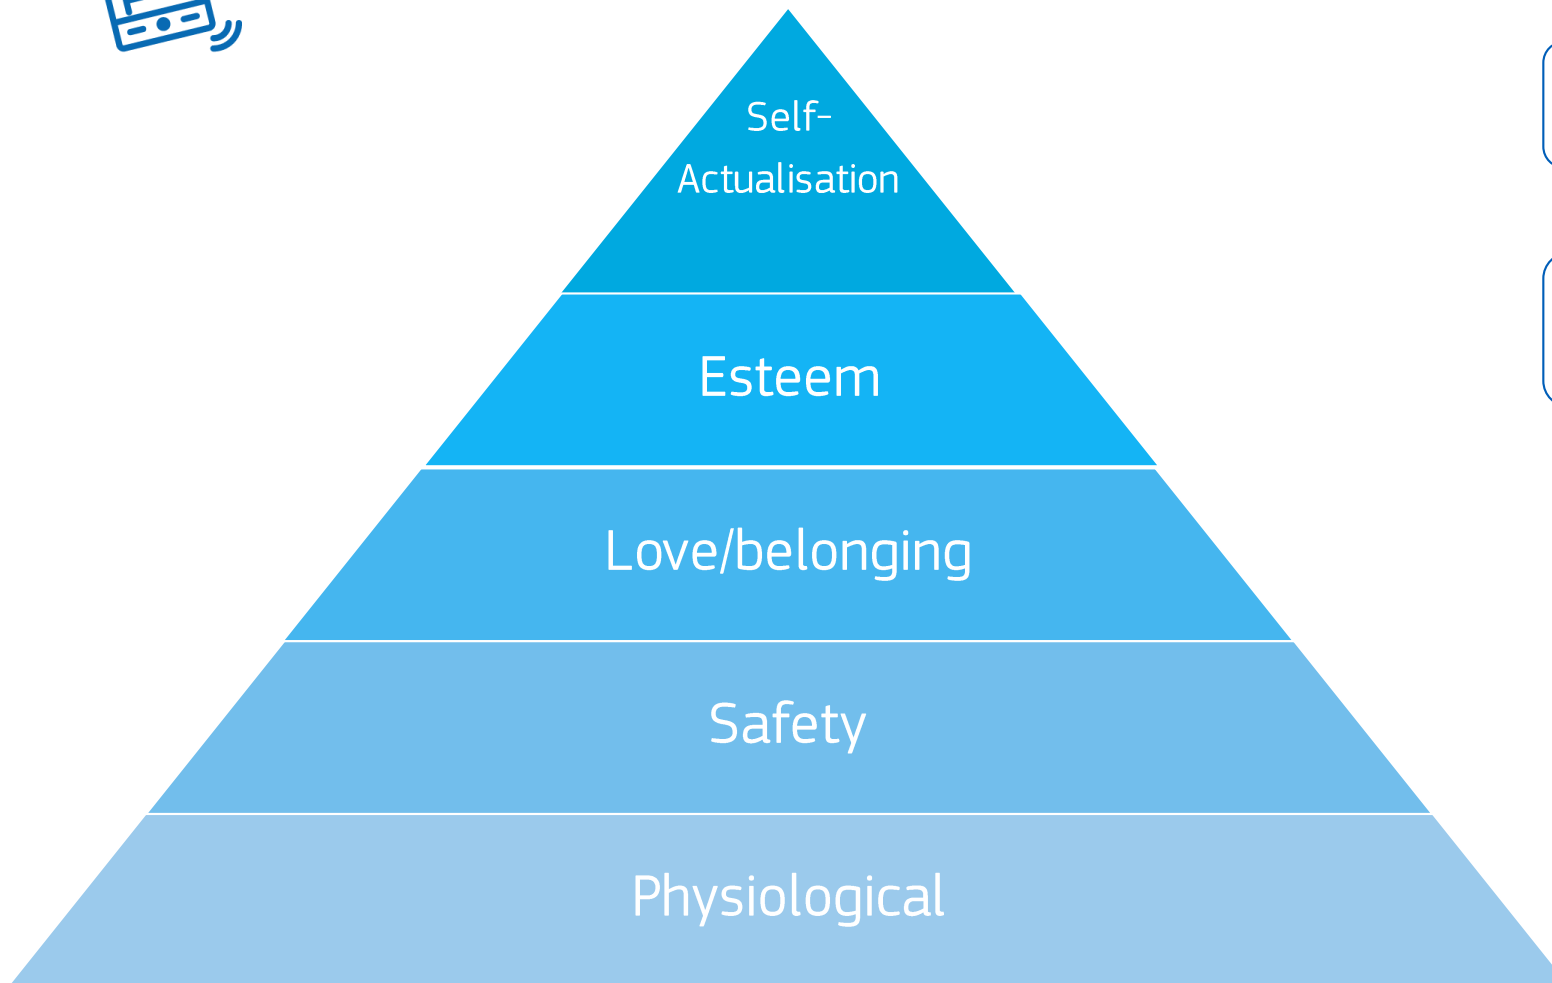 Self-
Actualisation
Esteem
Love/belonging
Safety
Physiological